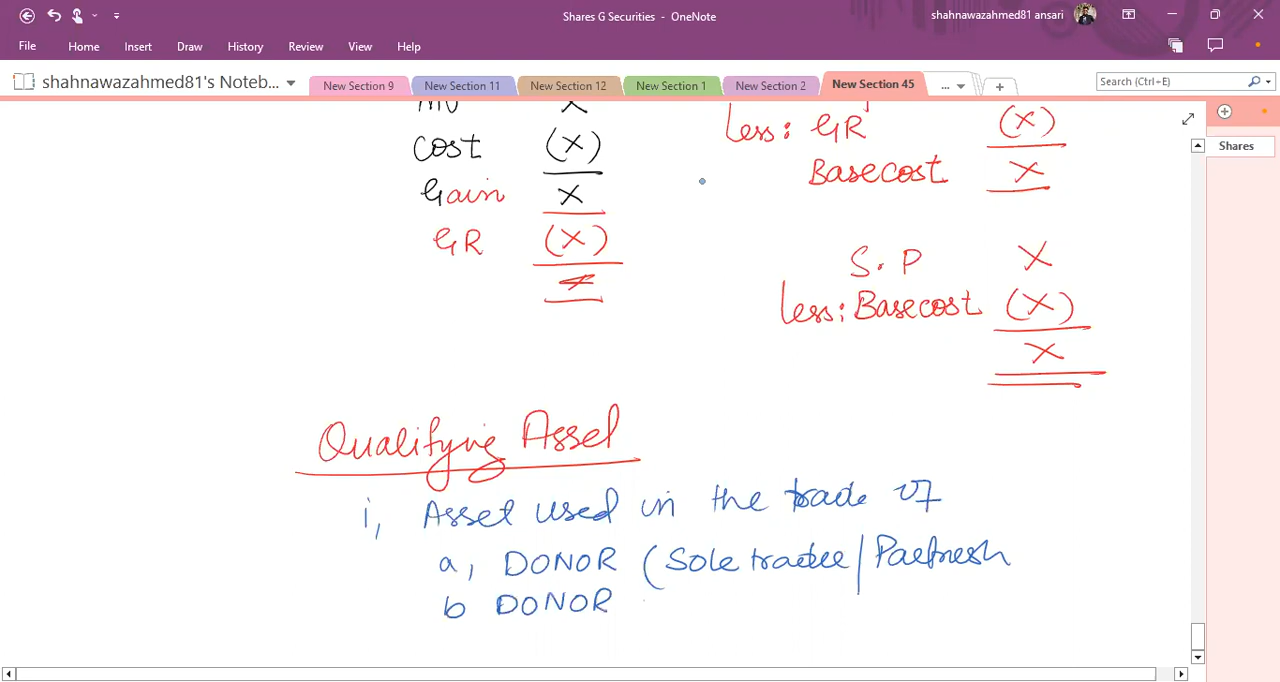 Shares G Securities - OneNote
shahnawazahmed81 ansari
File Home Insert Draw History Review View Help
shahnawazahmed81's Noteb...
New Section 9
New Section 11
New Section 12
New Section 1
New Section 2
New Section 45
...
Search (Ctrl+E)
Shares
MV X
Cost (X)
Gain X
GR (X)
X
Less: GR (X)
Basecost X
S.P X
Less: Basecost (X)
X
Qualifying Asset
i, Asset used in the trade of
a, DONOR (Sole trader/Partnesh
b DONOR